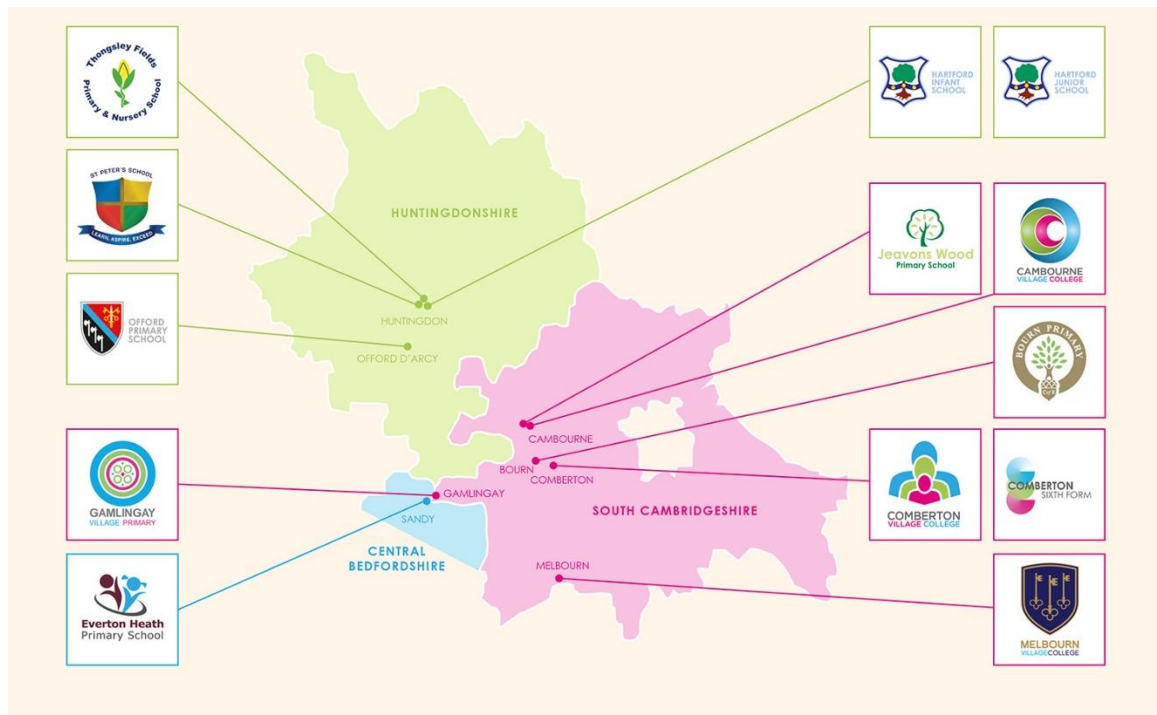 Thongsley Fields
Primary & Nursery School
ST PETER'S SCHOOL
LEARN, ASPIRE, EXCEED
OFFORD
PRIMARY
SCHOOL
GAMLINGAY
VILLAGE PRIMARY
Everton Heath
Primary School
HUNTINGDONSHIRE
HUNTINGDON
OFFORD D'ARCY
CAMBOURNE
BOURN
COMBERTON
GAMLINGAY
SANDY
SOUTH CAMBRIDGESHIRE
CENTRAL
BEDFORDSHIRE
MELBOURN
HARTFORD
INFANT
SCHOOL
HARTFORD
JUNIOR
SCHOOL
Jeavons Wood
Primary School
CAMBOURNE
VILLAGE COLLEGE
BOURN PRIMARY
COMBERTON
VILLAGE COLLEGE
COMBERTON
SIXTH FORM
MELBOURN
VILLAGECOLLEGE